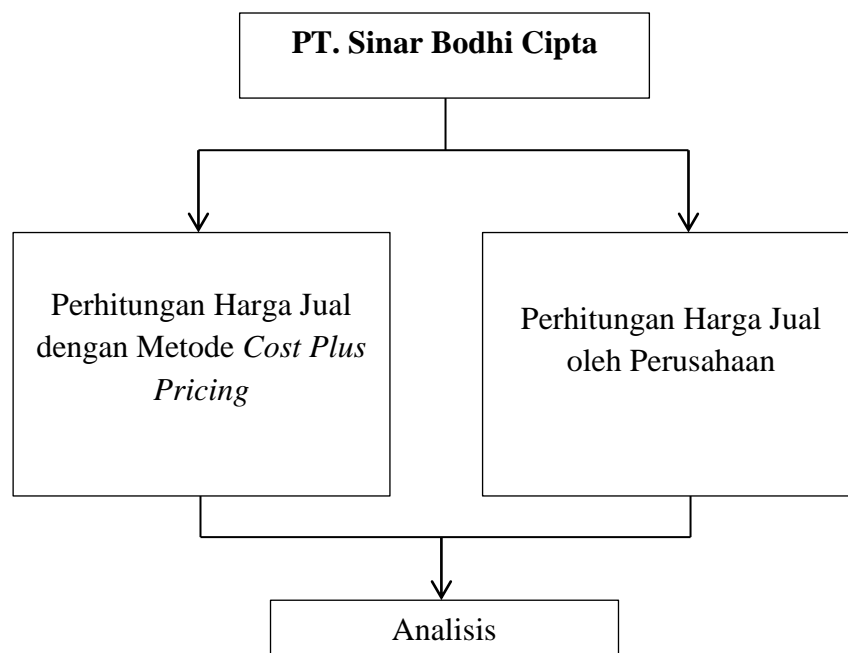 PT. Sinar Bodhi Cipta
Perhitungan Harga Jual
dengan Metode Cost Plus
Pricing
Perhitungan Harga Jual
oleh Perusahaan
Analisis